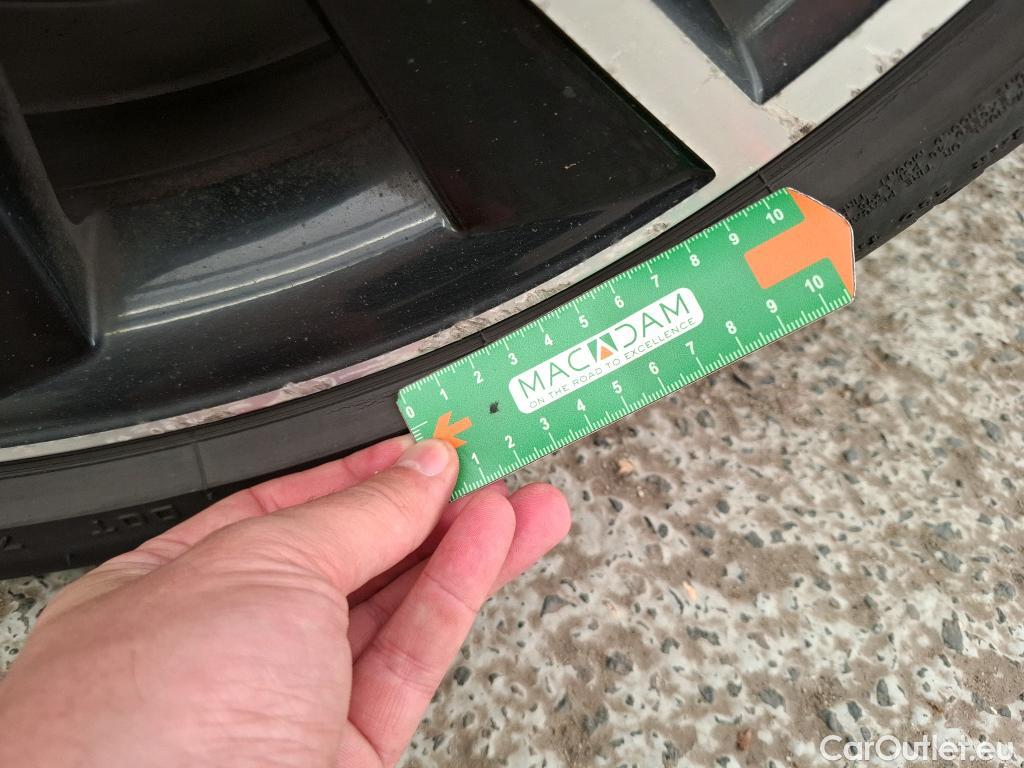 0 1 2 3 4 5 6 7 8 9 10
MACADAM
ON THE ROAD TO EXCELLENCE
1 2 3 4 5 6 7 8 9 10
DOT
CarOutlet.eu